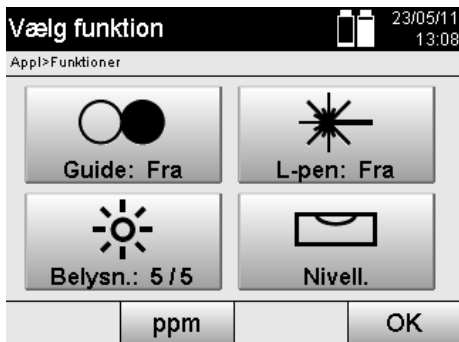 Vælg funktion
23/05/11
13:08
Appl>Funktioner
Guide: Fra
L-pen: Fra
Belysn.: 5/5
Nivell.
ppm
OK